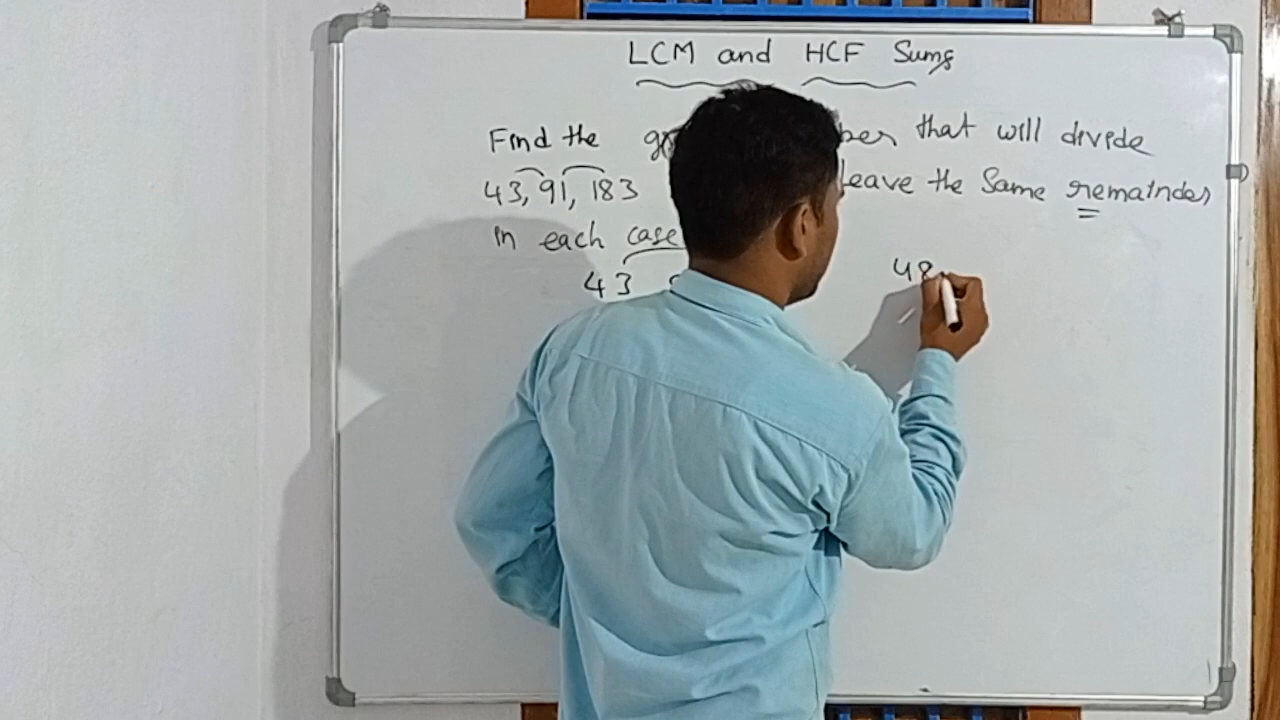 LCM and HCF Sums
Find the that will divide
43, 91, 183 leave the Same remainder
in each case
43 48